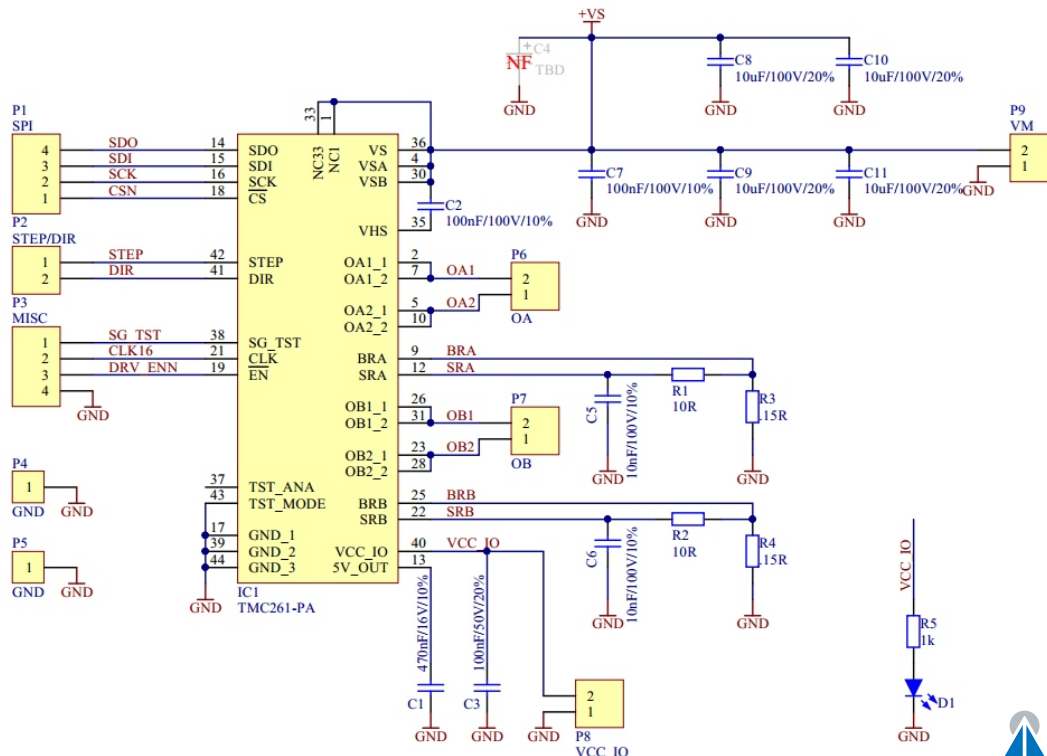 +VS
+ C4
NF
TBD
GND
C8
10uF/100V/20%
GND
C10
10uF/100V/20%
GND
P9
VM
2
1
GND
C7
100nF/100V/10%
GND
C9
10uF/100V/20%
GND
C11
10uF/100V/20%
GND
P1
SPI
4 SDO 14 SDO
3 SDI 15 SDI
2 SCK 16 SCK
1 CSN 18 CS
33 1
NC33 NC1
VS 36
VSA 4
VSB 30
C2
100nF/100V/10%
VHS 35
P2
STEP/DIR
1 STEP 42 STEP
2 DIR 41 DIR
OA1_1 2
OA1_2 7 OA1
OA2_1 5 OA2
OA2_2 10
P6
2
1
OA
P3
MISC
1 SG_TST 38 SG_TST
2 CLK16 21 CLK
3 DRV_ENN 19 EN
4
GND
BRA 9 BRA
SRA 12 SRA
C5
10nF/100V/10%
GND
R1
10R
R3
.15R
GND
OB1_1 26
OB1_2 31 OB1
OB2_1 23 OB2
OB2_2 28
P7
2
1
OB
P4
1
GND
GND
P5
1
GND
GND
37 TST_ANA
43 TST_MODE
17 GND_1
39 GND_2
44 GND_3
GND
BRB 25 BRB
SRB 22 SRB
C6
10nF/100V/10%
GND
R2
10R
R4
.15R
GND
VCC_IO 40 VCC_IO
5V_OUT 13
IC1
TMC261-PA
470nF/16V/10%
C1
GND
100nF/50V/20%
C3
GND
GND
2
1
P8
VCC_IO
VCC_IO
R5
1k
D1
GND